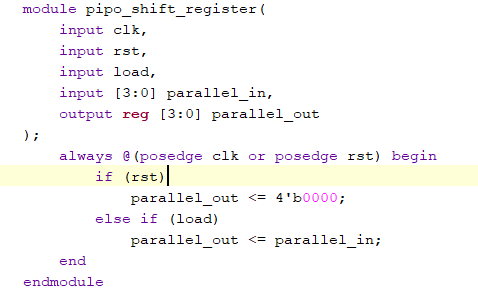 module pipo_shift_register(
    input clk,
    input rst,
    input load,
    input [3:0] parallel_in,
    output reg [3:0] parallel_out
);
    always @(posedge clk or posedge rst) begin
        if (rst)
            parallel_out <= 4'b0000;
        else if (load)
            parallel_out <= parallel_in;
    end
endmodule